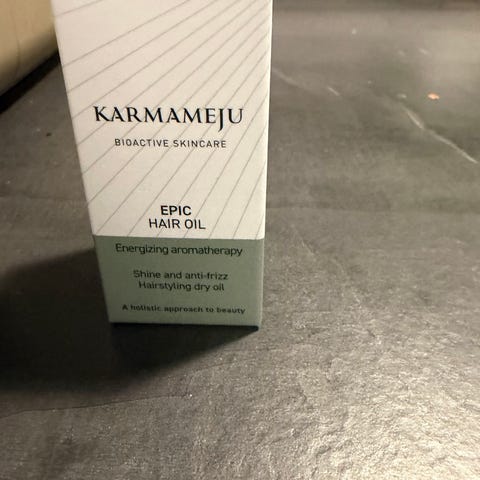 KARMAMEJU
BIOACTIVE SKINCARE
EPIC
HAIR OIL
Energizing aromatherapy
Shine and anti-frizz
Hairstyling dry oil
A holistic approach to beauty